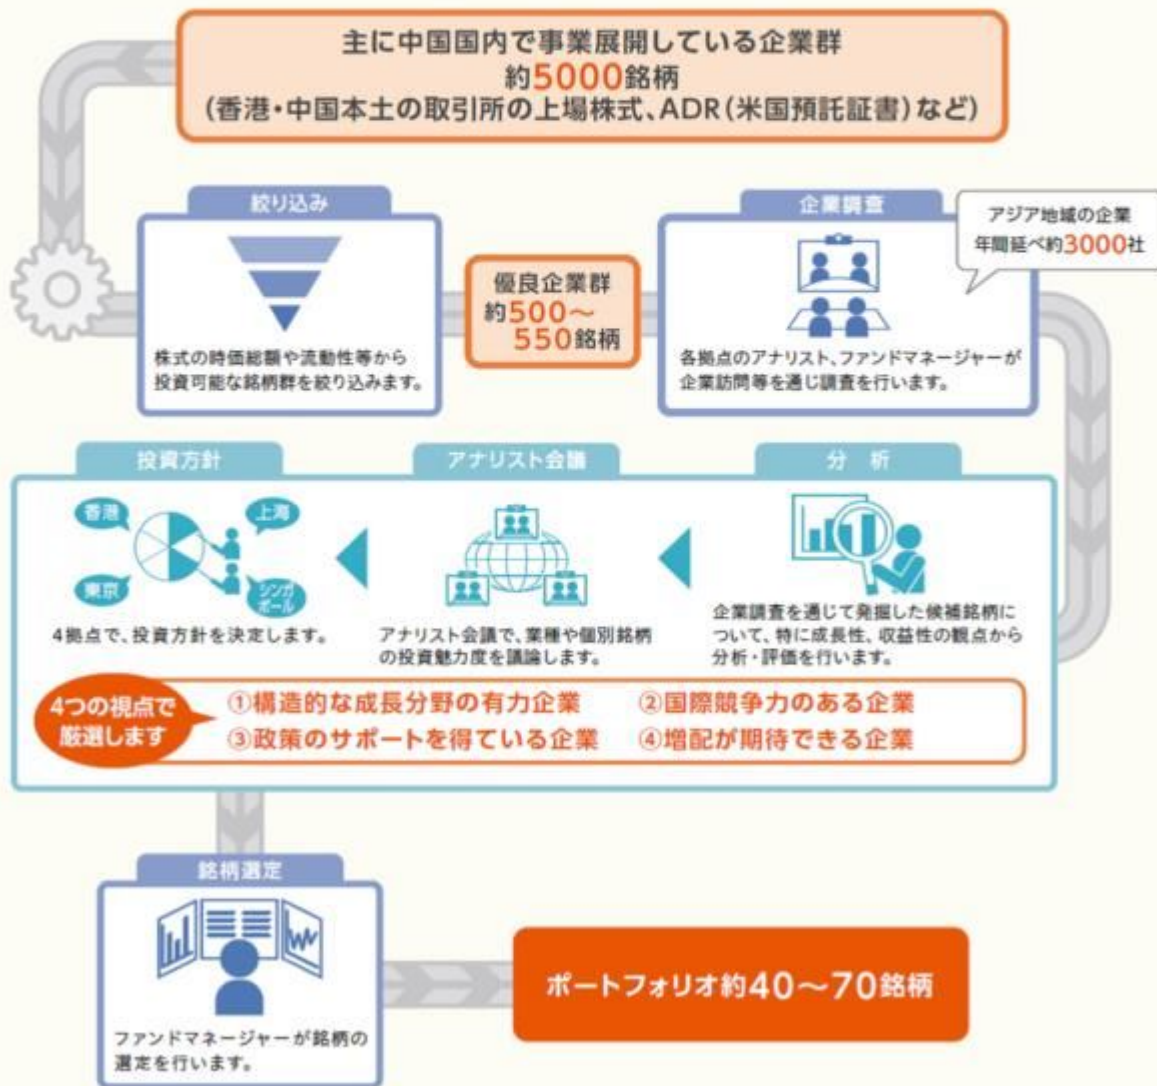 主に中国国内で事業展開している企業群
約5000銘柄
(香港・中国本土の取引所の上場株式、ADR(米国預託証書)など)
絞り込み
株式の時価総額や流動性等から
投資可能な銘柄群を絞り込みます。
優良企業群
約500～
550銘柄
企業調査
アジア地域の企業
年間延べ約3000社
各拠点のアナリスト、ファンドマネージャーが
企業訪問等を通じ調査を行います。
分 析
企業調査を通じて発掘した候補銘柄に
ついて、特に成長性、収益性の観点から
分析・評価を行います。
アナリスト会議
アナリスト会議で、業種や個別銘柄
の投資魅力度を議論します。
投資方針
香港
上海
東京
シンガ
ポール
4拠点で、投資方針を決定します。
4つの視点で
厳選します
①構造的な成長分野の有力企業
②国際競争力のある企業
③政策のサポートを得ている企業
④増配が期待できる企業
銘柄選定
ファンドマネージャーが銘柄の
選定を行います。
ポートフォリオ約40～70銘柄